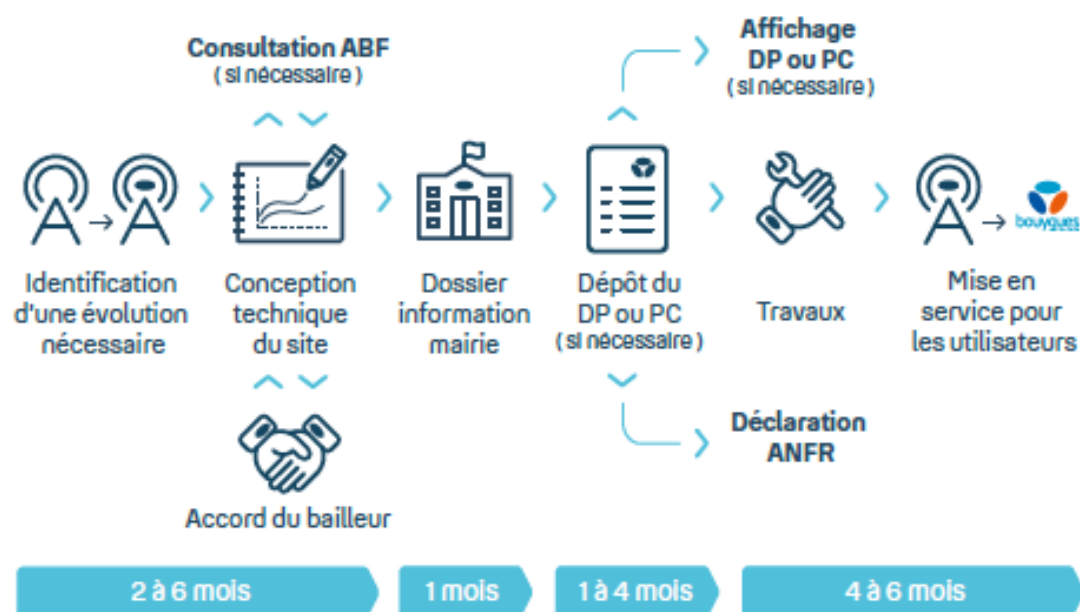 Consultation ABF
( si nécessaire )
Affichage
DP ou PC
( si nécessaire )
Identification
d'une évolution
nécessaire
Conception
technique
du site
Dossier
information
mairie
Dépôt du
DP ou PC
( si nécessaire )
Travaux
bouygues
Mise en
service pour
les utilisateurs
Accord du bailleur
Déclaration
ANFR
2 à 6 mois
1 mois
1 à 4 mois
4 à 6 mois